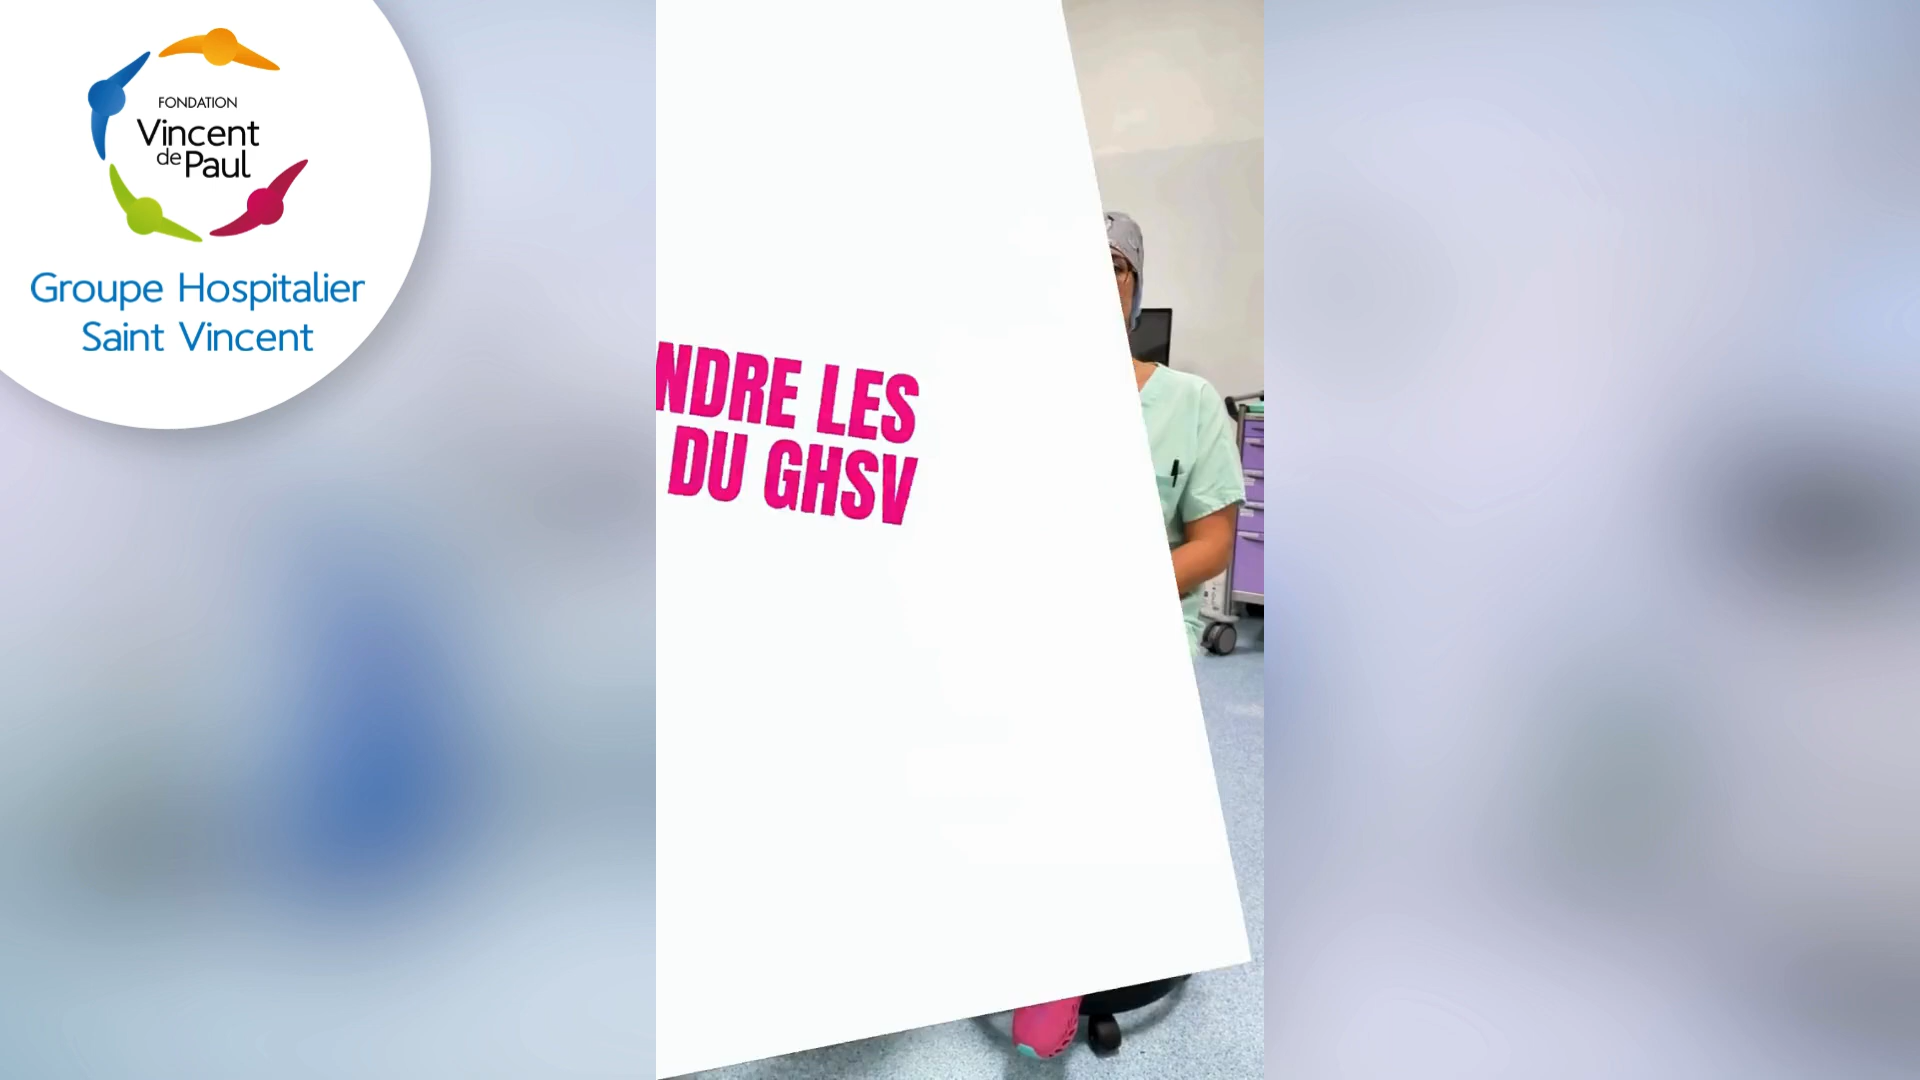 FONDATION
Vincent
de Paul
Groupe Hospitalier
Saint Vincent
NDRE LES
DU GHSV